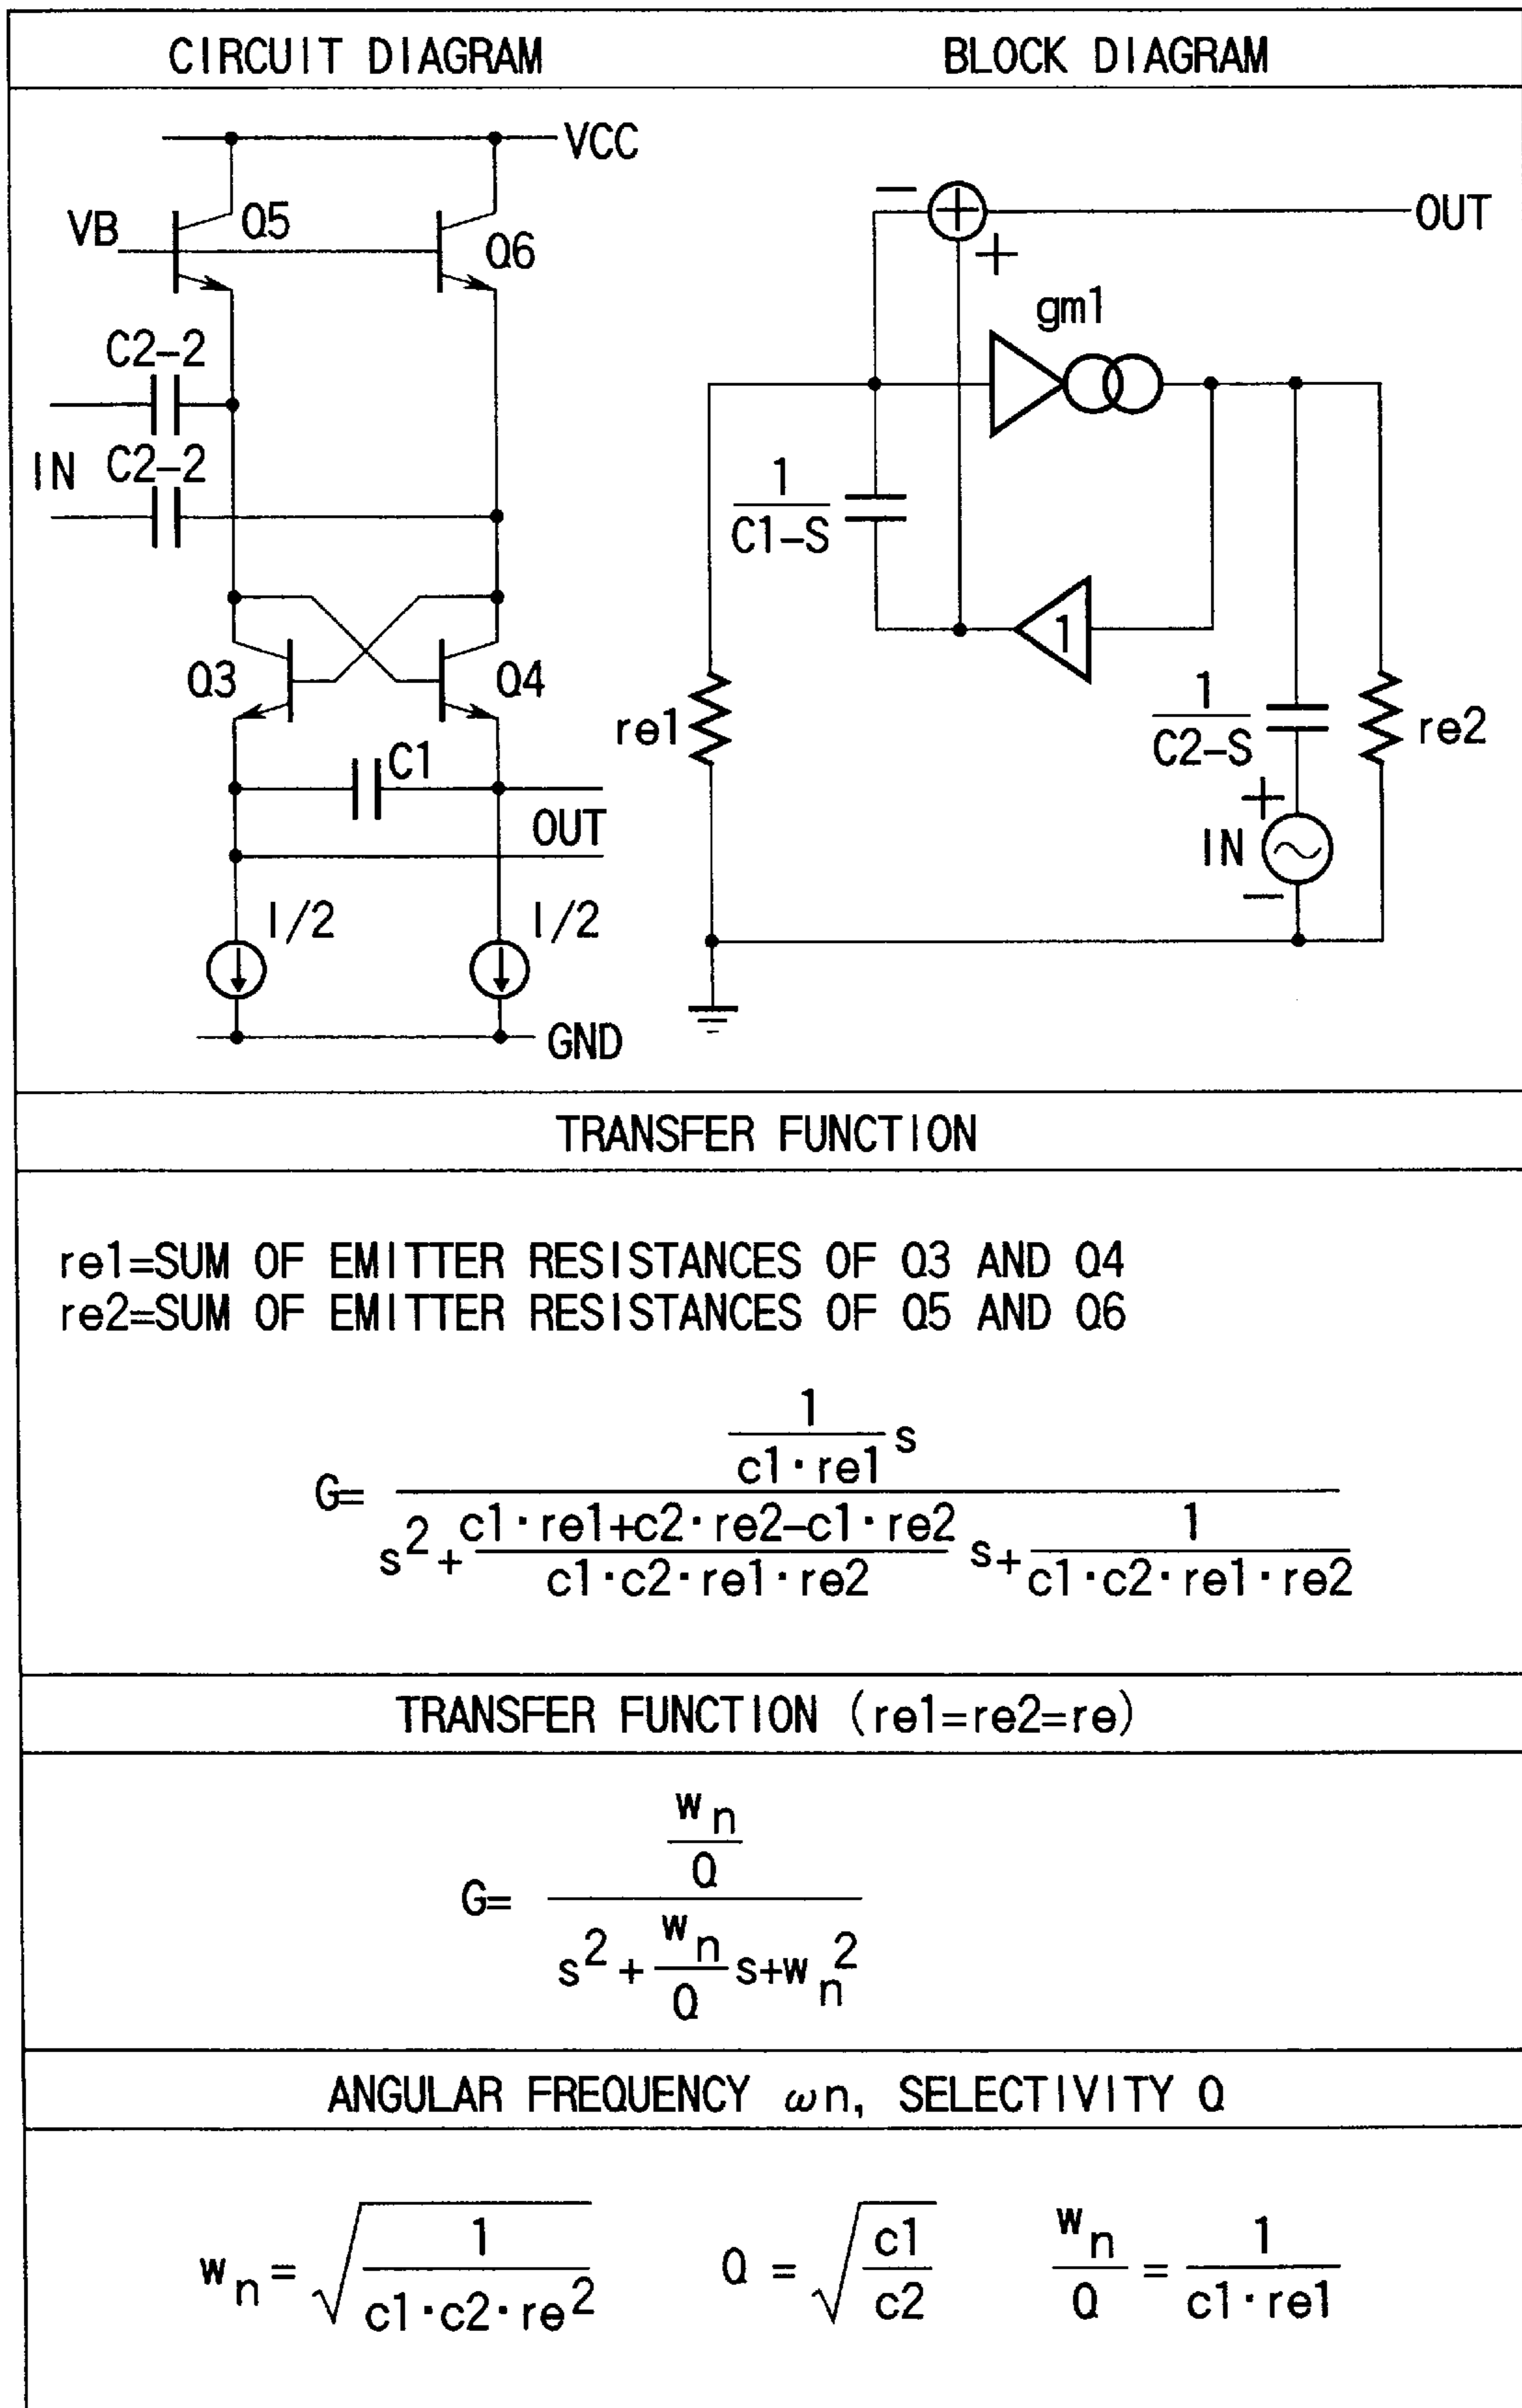 CIRCUIT DIAGRAM
BLOCK DIAGRAM
VCC
VB
Q5
Q6
C2-2
IN
C2-2
Q3
Q4
C1
OUT
I/2
I/2
GND
−
+
OUT
gm1
1
C1-S
1
re1
1
C2-S
re2
+
IN
−
TRANSFER FUNCTION
re1=SUM OF EMITTER RESISTANCES OF Q3 AND Q4
re2=SUM OF EMITTER RESISTANCES OF Q5 AND Q6
1
c1·re1 s
G=
s² + c1·re1+c2·re2−c1·re2 / c1·c2·re1·re2 s+ 1 / c1·c2·re1·re2
TRANSFER FUNCTION (re1=re2=re)
wn
Q
G=
s² + wn / Q s+wn²
ANGULAR FREQUENCY ωn, SELECTIVITY Q
wn = √ 1 / c1·c2·re² Q = √ c1 / c2 wn / Q = 1 / c1·re1